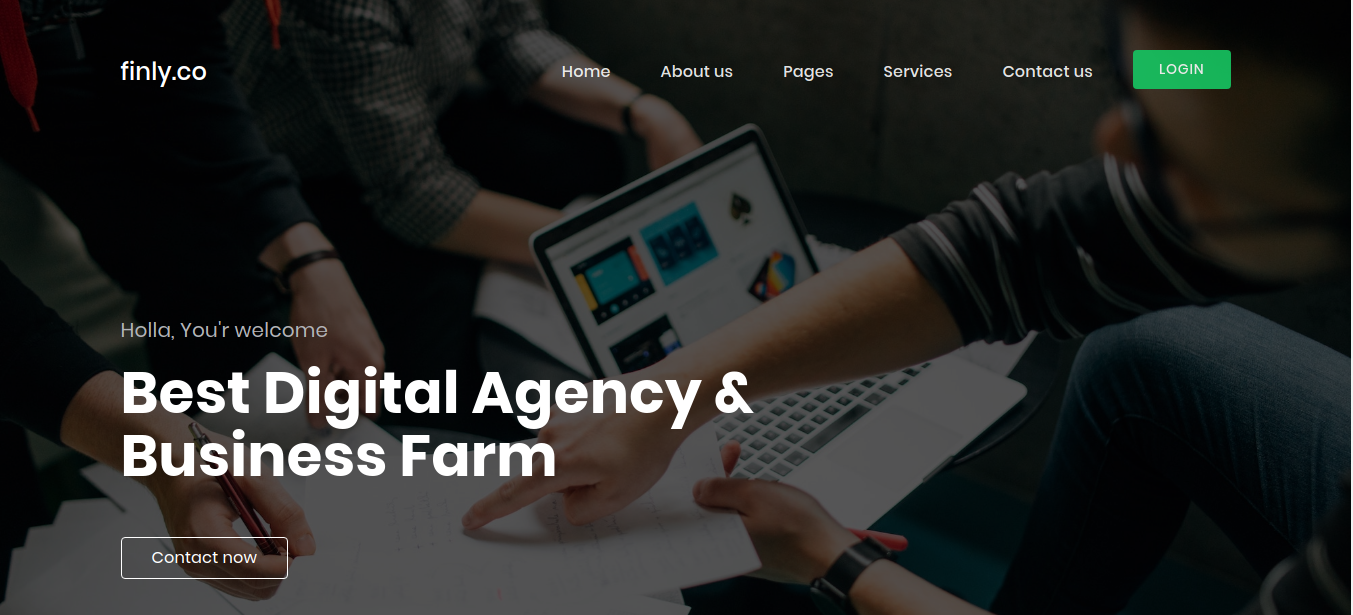 finly.co
Home About us Pages Services Contact us LOGIN
Holla, You'r welcome
Best Digital Agency &
Business Farm
Contact now